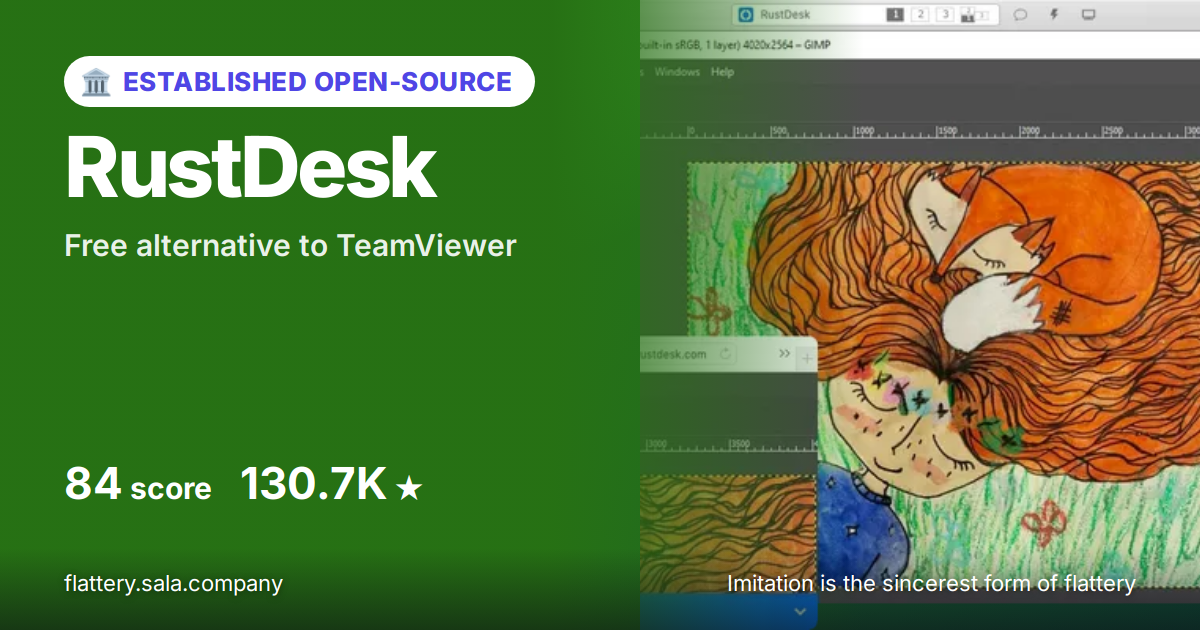 ESTABLISHED OPEN-SOURCE
RustDesk
Free alternative to TeamViewer
84 score 130.7K ★
flattery.sala.company
RustDesk
1 2 3
built-in sRGB, 1 layer) 4020x2564 – GIMP
s Windows Help
0 500 1000 1500 2000 2500 300
ustdesk.com
3000 3500
Imitation is the sincerest form of flattery